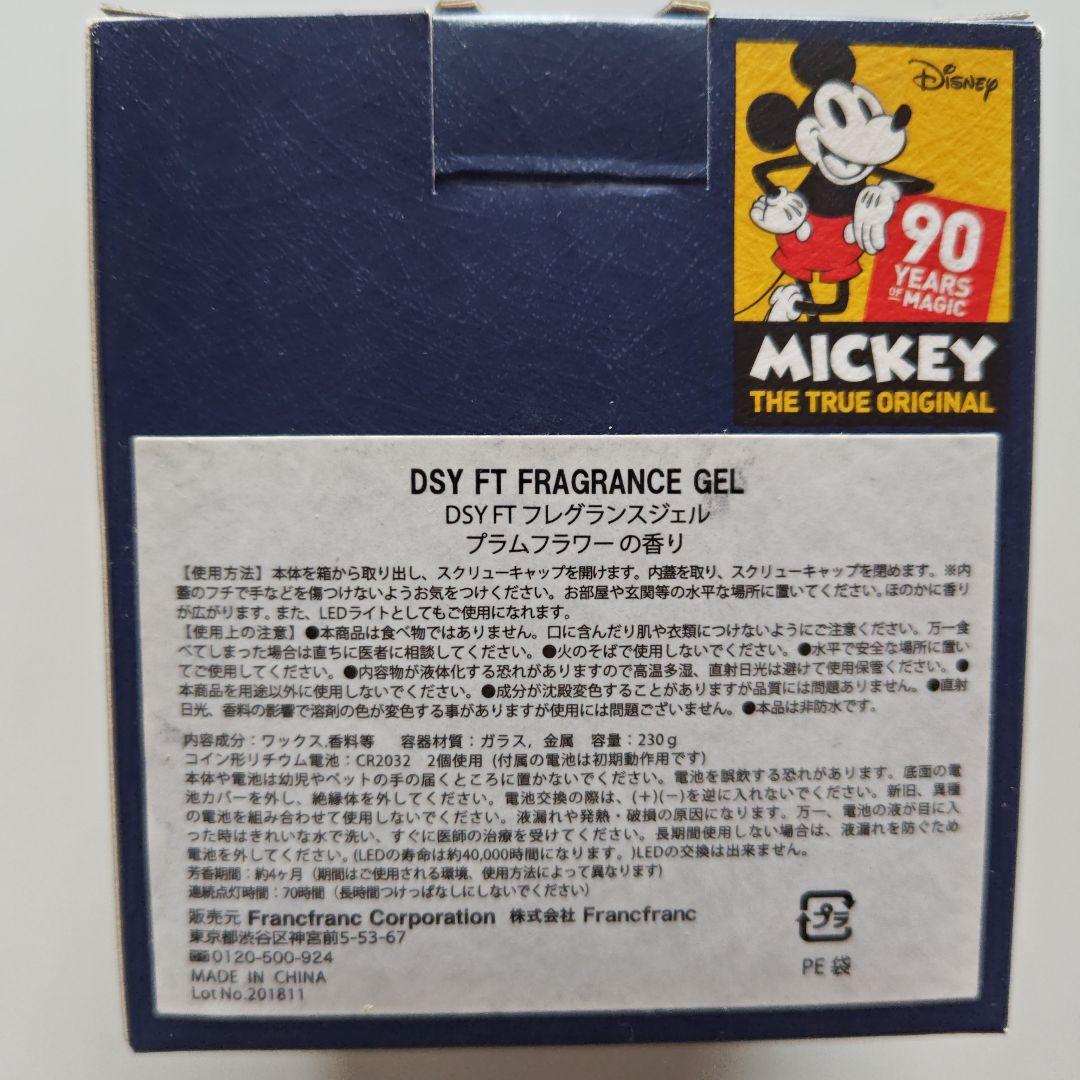 Disney
90
YEARS
OF MAGIC
MICKEY
THE TRUE ORIGINAL
DSY FT FRAGRANCE GEL
DSY FT フレグランスジェル
プラムフラワー の香り
【使用方法】本体を箱から取り出し、スクリューキャップを開けます。内蓋を取り、スクリューキャップを閉めます。※内
蓋のフチで手などを傷つけないようお気をつけください。お部屋や玄関等の水平な場所に置いてください。ほのかに香り
が広がります。また、LEDライトとしてもご使用になれます。
【使用上の注意】●本商品は食べ物ではありません。口に含んだり肌や衣類につけないようにご注意ください。万一食
べてしまった場合は直ちに医者に相談してください。●火のそばで使用しないでください。●水平で安全な場所に置い
てご使用してください。●内容物が液体化する恐れがありますので高温多湿、直射日光は避けて使用保管ください。●
本商品を用途以外に使用しないでください。●成分が沈殿変色することがありますが品質には問題ありません。●直射
日光、香料の影響で溶剤の色が変色する事がありますが使用には問題ございません。●本品は非防水です。
内容成分：ワックス,香料等 容器材質：ガラス, 金属 容量：230g
コイン形リチウム電池：CR2032 2個使用 (付属の電池は初期動作用です)
本体や電池は幼児やペットの手の届くところに置かないでください。電池を誤飲する恐れがあります。底面の電
池カバーを外し、絶縁体を外してください。電池交換の際は、(+)(−)を逆に入れないでください。新旧、異種
の電池を組み合わせて使用しないでください。液漏れや発熱・破損の原因になります。万一、電池の液が目に入
った時はきれいな水で洗い、すぐに医師の治療を受けてください。長期間使用しない場合は、液漏れを防ぐため
電池を外してください。(LEDの寿命は約40,000時間になります。)LEDの交換は出来ません。
芳香期間：約4ヶ月（期間はご使用される環境、使用方法によって異なります)
連続点灯時間：70時間（長時間つけっぱなしにしないでください）
販売元 Francfranc Corporation 株式会社 Francfranc
東京都渋谷区神宮前5-53-67
0120-500-924
MADE IN CHINA
Lot No.201811
プラ
PE 袋